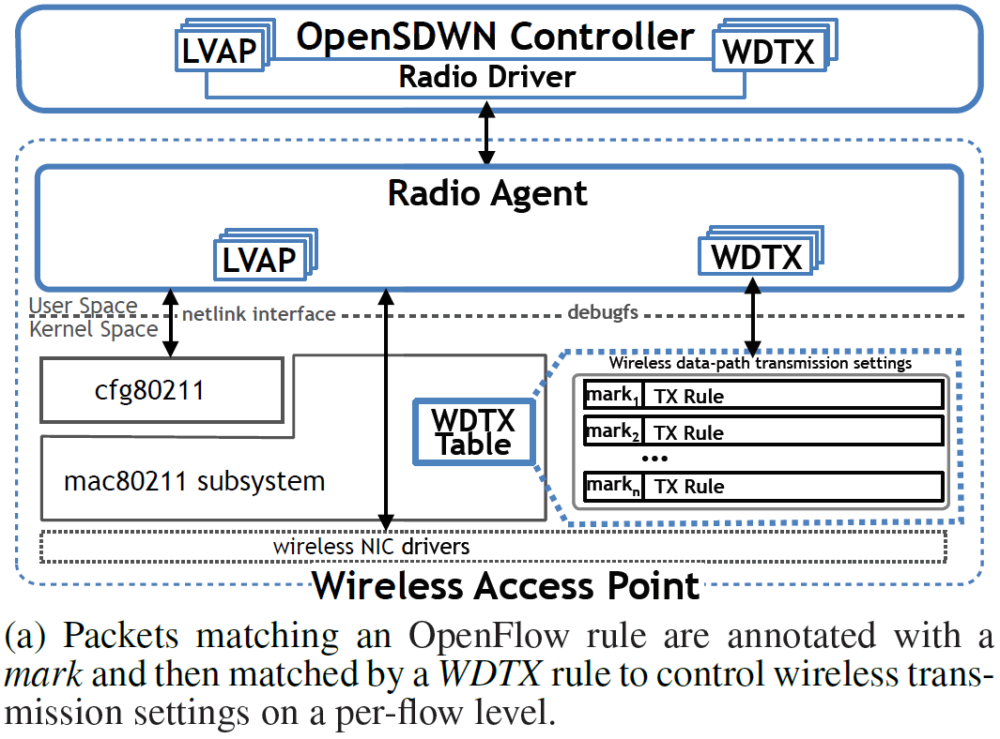 OpenSDWN Controller
LVAP
WDTX
Radio Driver
Radio Agent
LVAP
WDTX
User Space
netlink interface
debugfs
Kernel Space
cfg80211
mac80211 subsystem
WDTX
Table
Wireless data-path transmission settings
mark1 TX Rule
mark2 TX Rule
...
markn TX Rule
wireless NIC drivers
Wireless Access Point
(a) Packets matching an OpenFlow rule are annotated with a
mark and then matched by a WDTX rule to control wireless trans-
mission settings on a per-flow level.